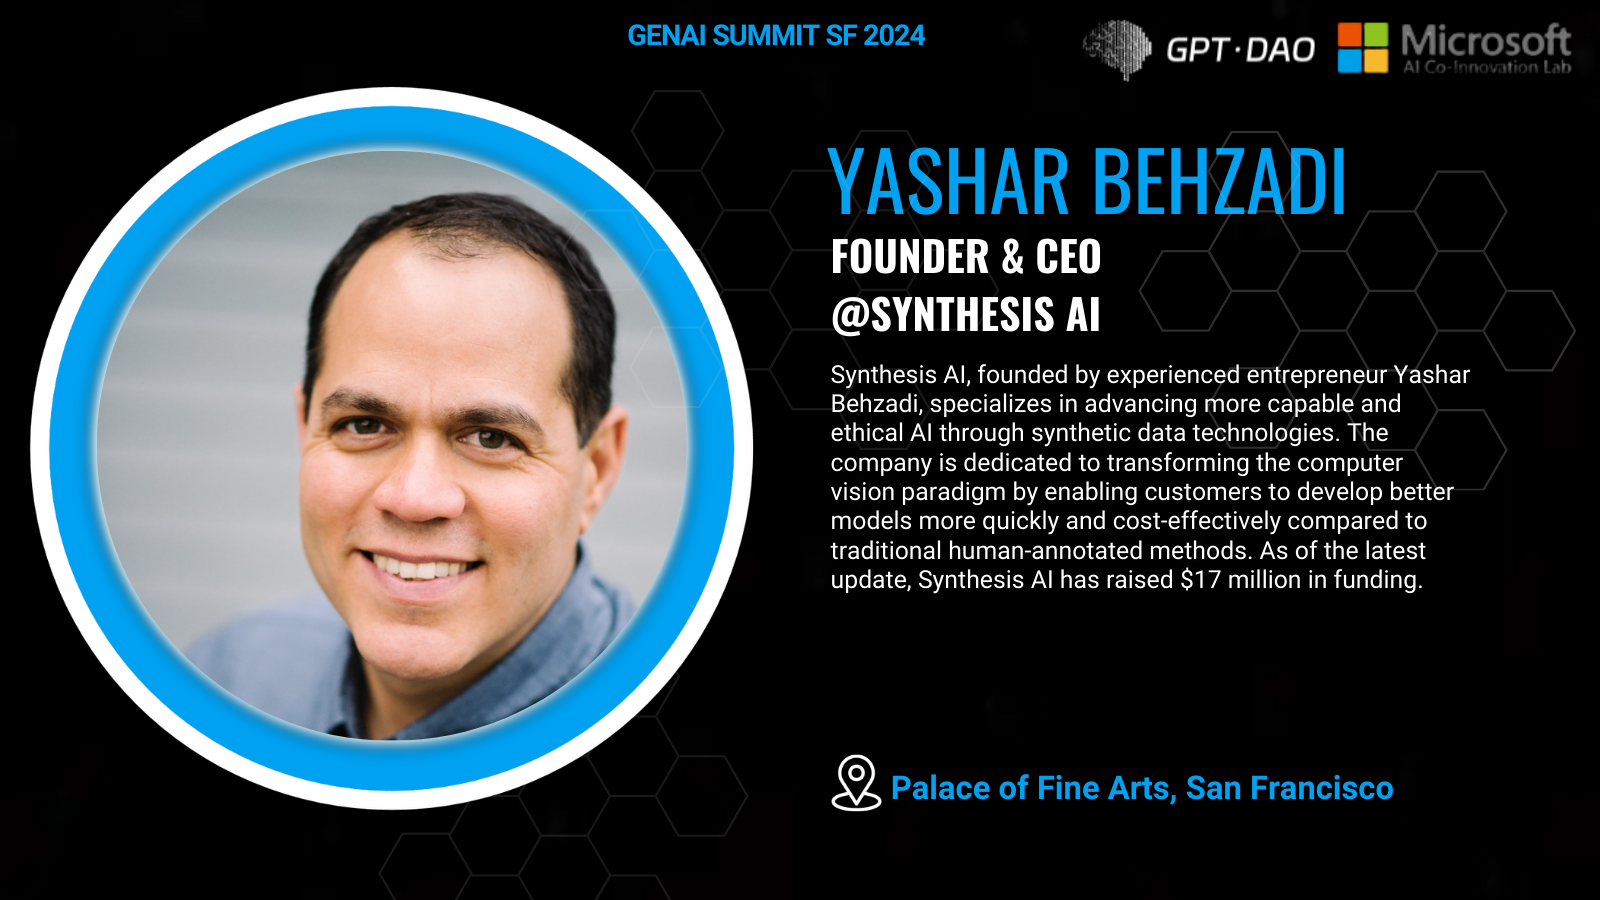 GENAI SUMMIT SF 2024
GPT·DAO
Microsoft
AI Co-Innovation Lab
YASHAR BEHZADI
FOUNDER & CEO
@SYNTHESIS AI
Synthesis AI, founded by experienced entrepreneur Yashar
Behzadi, specializes in advancing more capable and
ethical AI through synthetic data technologies. The
company is dedicated to transforming the computer
vision paradigm by enabling customers to develop better
models more quickly and cost-effectively compared to
traditional human-annotated methods. As of the latest
update, Synthesis AI has raised $17 million in funding.
Palace of Fine Arts, San Francisco